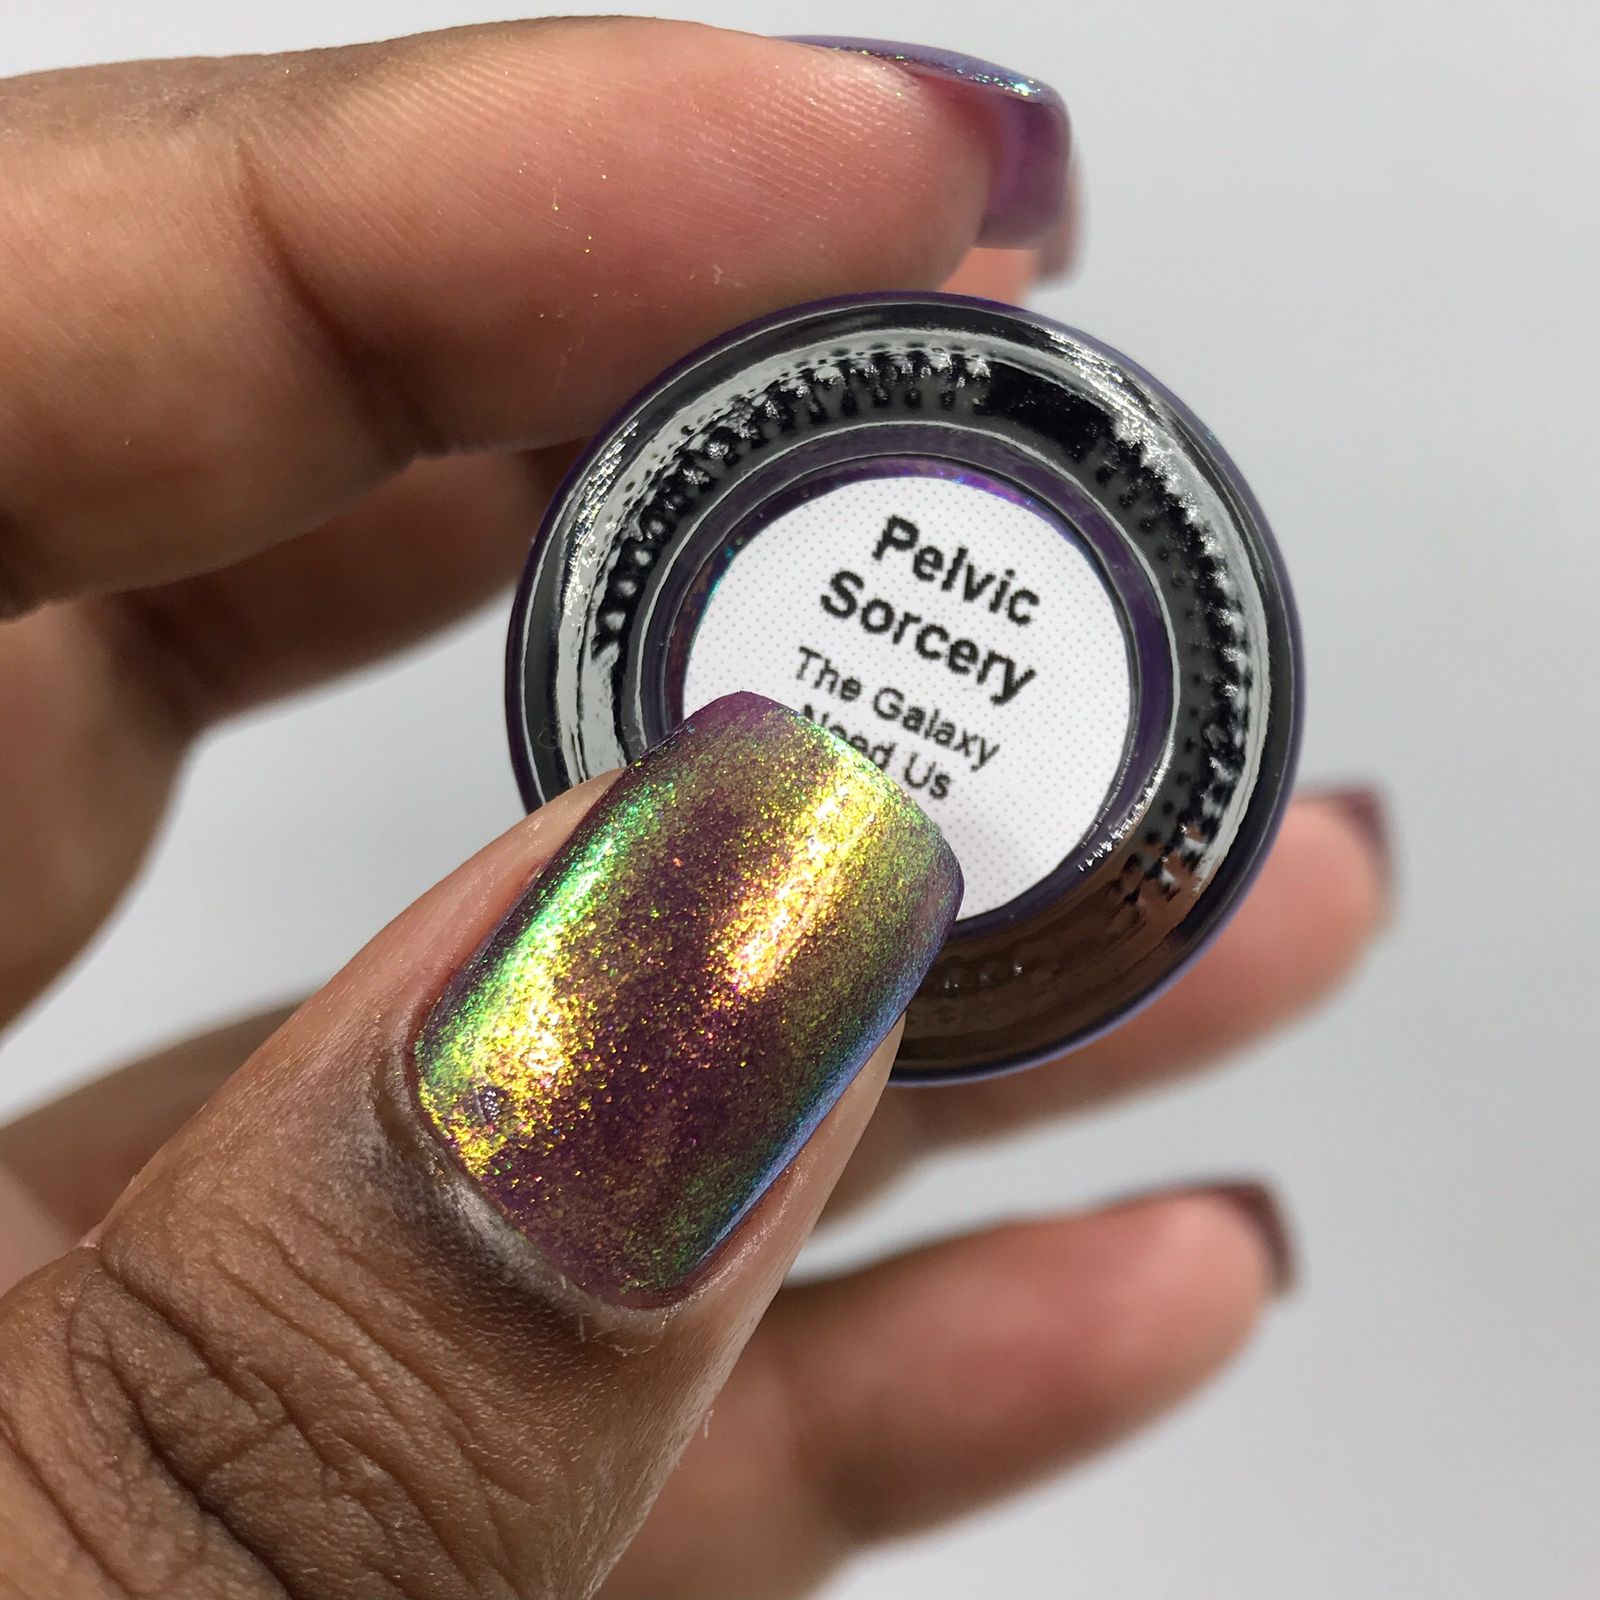 Pelvic
Sorcery
The Galaxy
Need Us